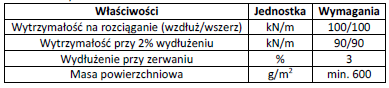 Właściwości Jednostka Wymagania
Wytrzymałość na rozciąganie (wzdłuż/wszerz) kN/m 100/100
Wytrzymałość przy 2% wydłużeniu kN/m 90/90
Wydłużenie przy zerwaniu % 3
Masa powierzchniowa g/m² min. 600